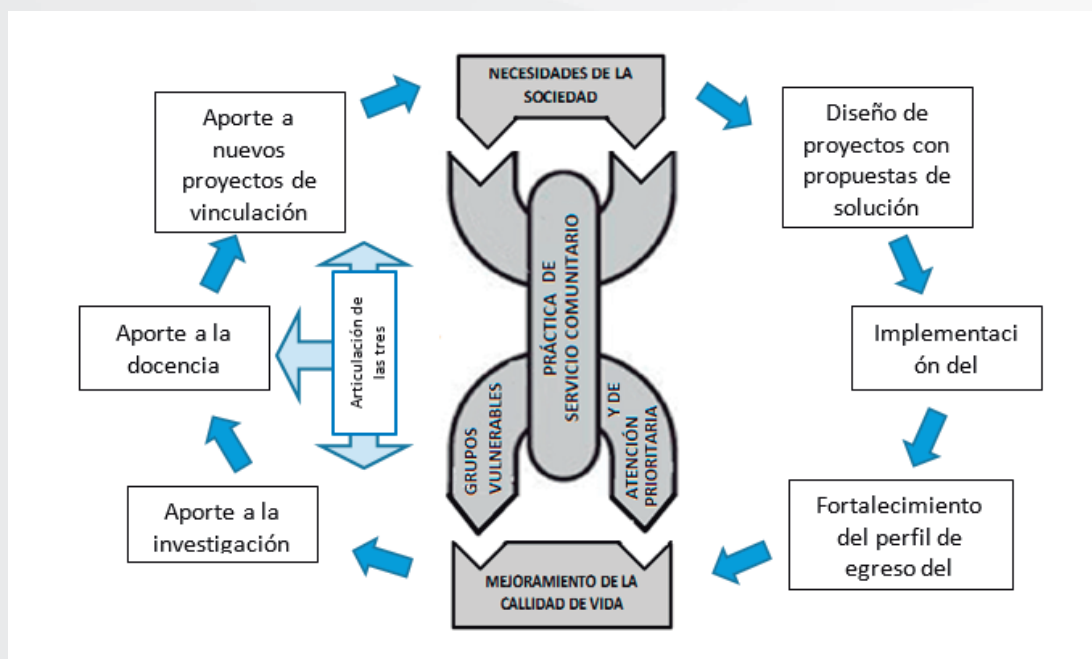 NECESIDADES DE LA
SOCIEDAD
Diseño de
proyectos con
propuestas de
solución
Implementaci
ón del
Fortalecimiento
del perfil de
egreso del
MEJORAMIENTO DE LA
CALLIDAD DE VIDA
Aporte a la
investigación
Aporte a la
docencia
Aporte a
nuevos
proyectos de
vinculación
Articulación de
las tres
PRÁCTICA DE
SERVICIO COMUNITARIO
GRUPOS
VULNERABLES
Y DE
ATENCIÓN
PRIORITARIA